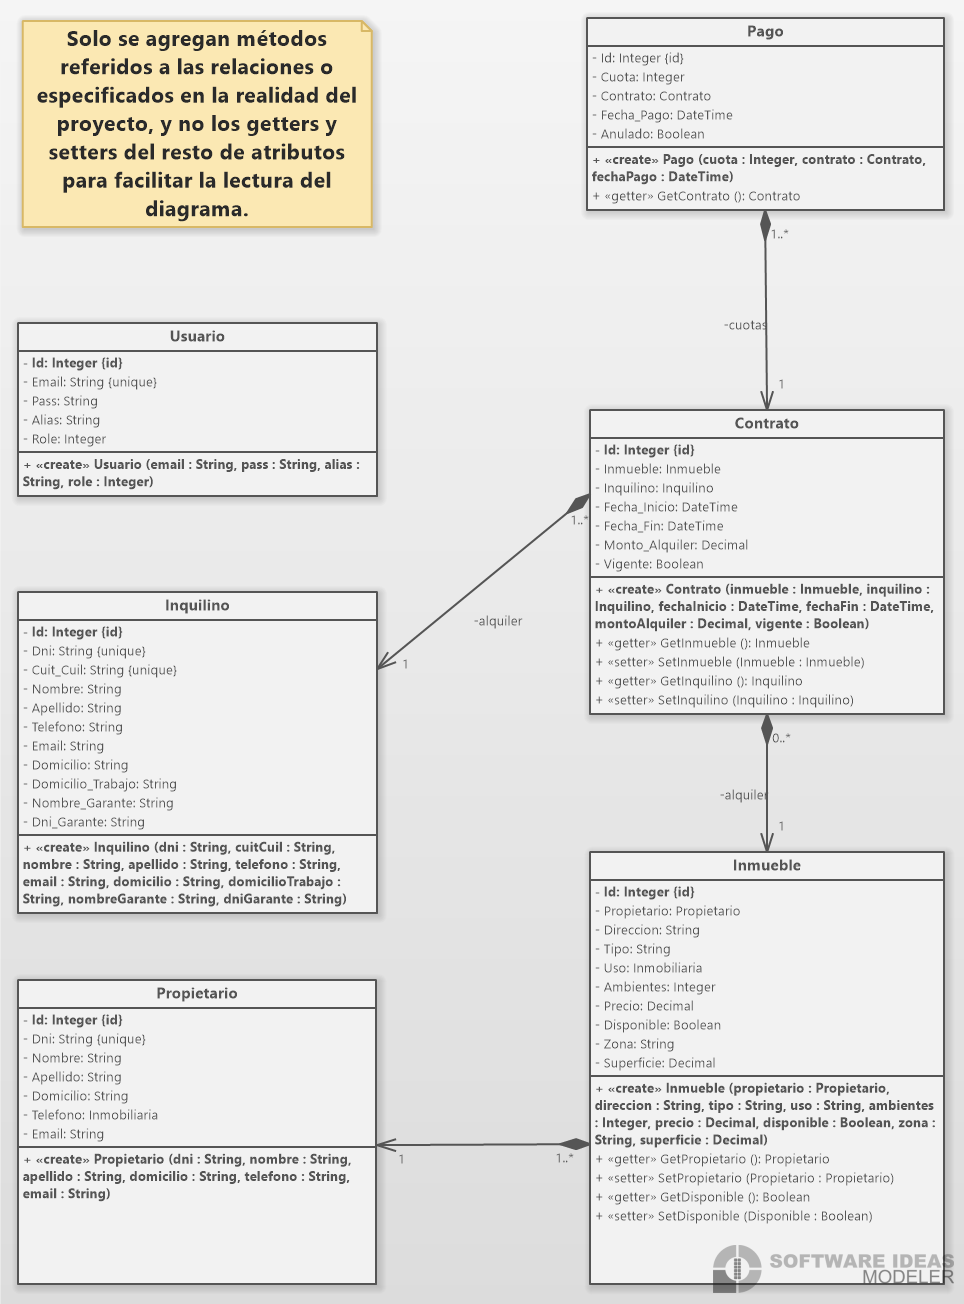 Solo se agregan métodos
referidos a las relaciones o
especificados en la realidad del
proyecto, y no los getters y
setters del resto de atributos
para facilitar la lectura del
diagrama.
Pago
- Id: Integer {id}
- Cuota: Integer
- Contrato: Contrato
- Fecha_Pago: DateTime
- Anulado: Boolean
+ «create» Pago (cuota : Integer, contrato : Contrato,
fechaPago : DateTime)
+ «getter» GetContrato (): Contrato
1..*
-cuotas
1
Usuario
- Id: Integer {id}
- Email: String {unique}
- Pass: String
- Alias: String
- Role: Integer
+ «create» Usuario (email : String, pass : String, alias :
String, role : Integer)
Contrato
- Id: Integer {id}
- Inmueble: Inmueble
- Inquilino: Inquilino
- Fecha_Inicio: DateTime
- Fecha_Fin: DateTime
- Monto_Alquiler: Decimal
- Vigente: Boolean
+ «create» Contrato (inmueble : Inmueble, inquilino :
Inquilino, fechaInicio : DateTime, fechaFin : DateTime,
montoAlquiler : Decimal, vigente : Boolean)
+ «getter» GetInmueble (): Inmueble
+ «setter» SetInmueble (Inmueble : Inmueble)
+ «getter» GetInquilino (): Inquilino
+ «setter» SetInquilino (Inquilino : Inquilino)
1..*
-alquiler
1
Inquilino
- Id: Integer {id}
- Dni: String {unique}
- Cuit_Cuil: String {unique}
- Nombre: String
- Apellido: String
- Telefono: String
- Email: String
- Domicilio: String
- Domicilio_Trabajo: String
- Nombre_Garante: String
- Dni_Garante: String
+ «create» Inquilino (dni : String, cuitCuil : String,
nombre : String, apellido : String, telefono : String,
email : String, domicilio : String, domicilioTrabajo :
String, nombreGarante : String, dniGarante : String)
0..*
-alquiler
1
Inmueble
- Id: Integer {id}
- Propietario: Propietario
- Direccion: String
- Tipo: String
- Uso: Inmobiliaria
- Ambientes: Integer
- Precio: Decimal
- Disponible: Boolean
- Zona: String
- Superficie: Decimal
+ «create» Inmueble (propietario : Propietario,
direccion : String, tipo : String, uso : String, ambientes
: Integer, precio : Decimal, disponible : Boolean, zona :
String, superficie : Decimal)
+ «getter» GetPropietario (): Propietario
+ «setter» SetPropietario (Propietario : Propietario)
+ «getter» GetDisponible (): Boolean
+ «setter» SetDisponible (Disponible : Boolean)
Propietario
- Id: Integer {id}
- Dni: String {unique}
- Nombre: String
- Apellido: String
- Domicilio: String
- Telefono: Inmobiliaria
- Email: String
+ «create» Propietario (dni : String, nombre : String,
apellido : String, domicilio : String, telefono : String,
email : String)
1
1..*
SOFTWARE IDEAS
MODELER